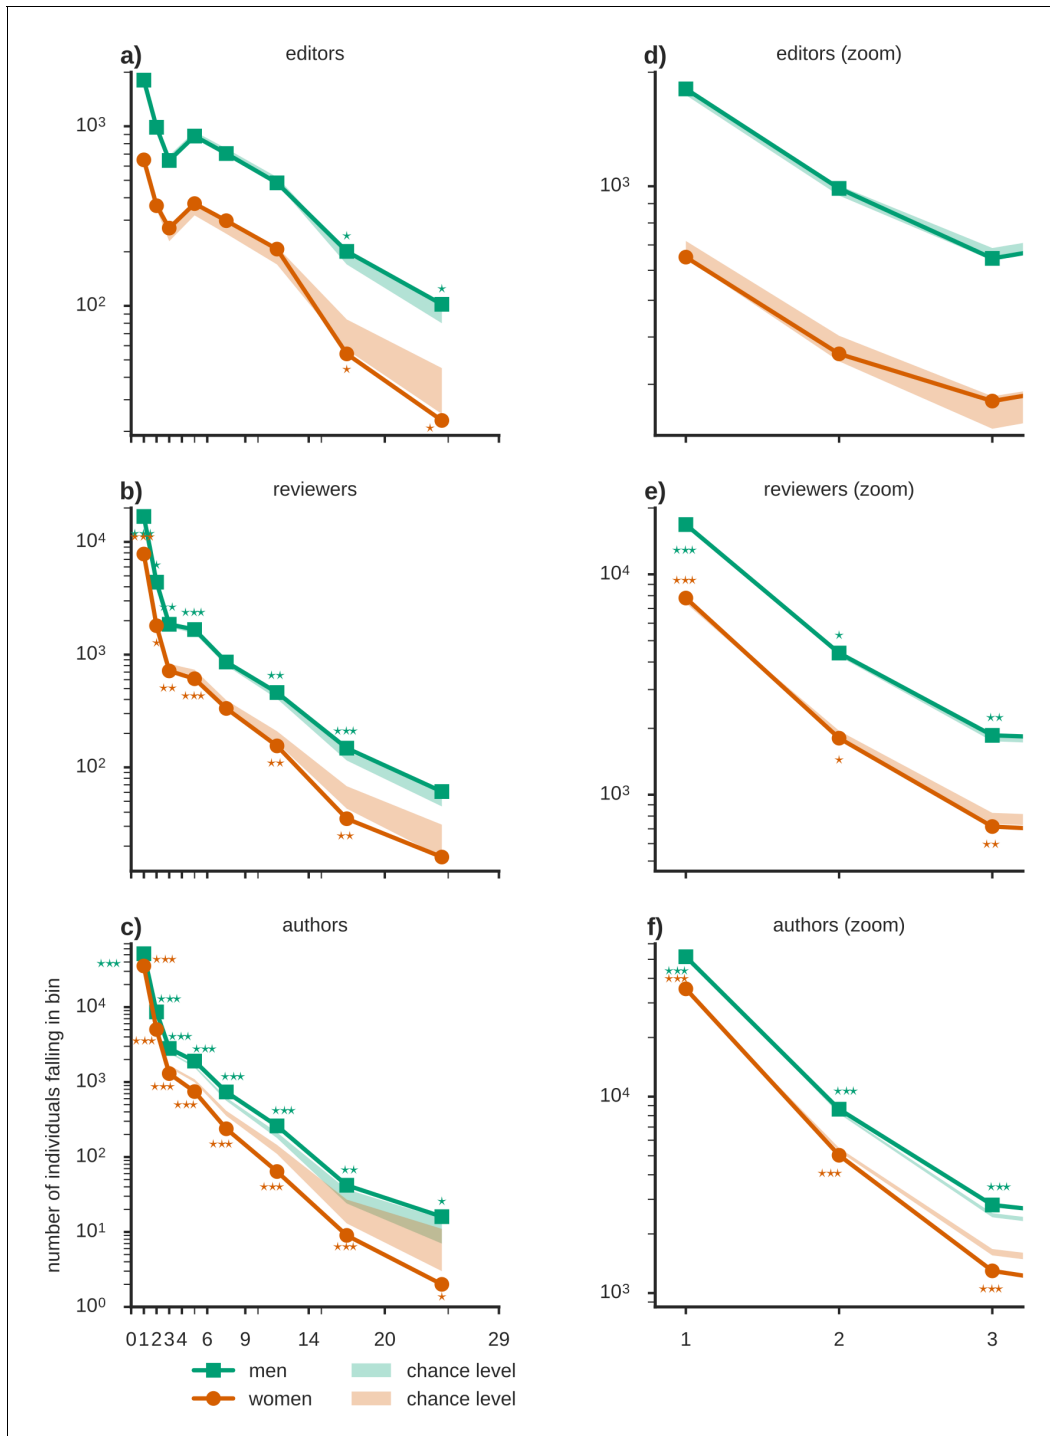 a) editors
10³
10²
d) editors (zoom)
10³
b) reviewers
10⁴
10³
10²
e) reviewers (zoom)
10⁴
10³
c) authors
number of individuals falling in bin
10⁴
10³
10²
10¹
10⁰
0 1 2 3 4 6 9 14 20 29
f) authors (zoom)
10⁴
10³
1 2 3
men chance level
women chance level